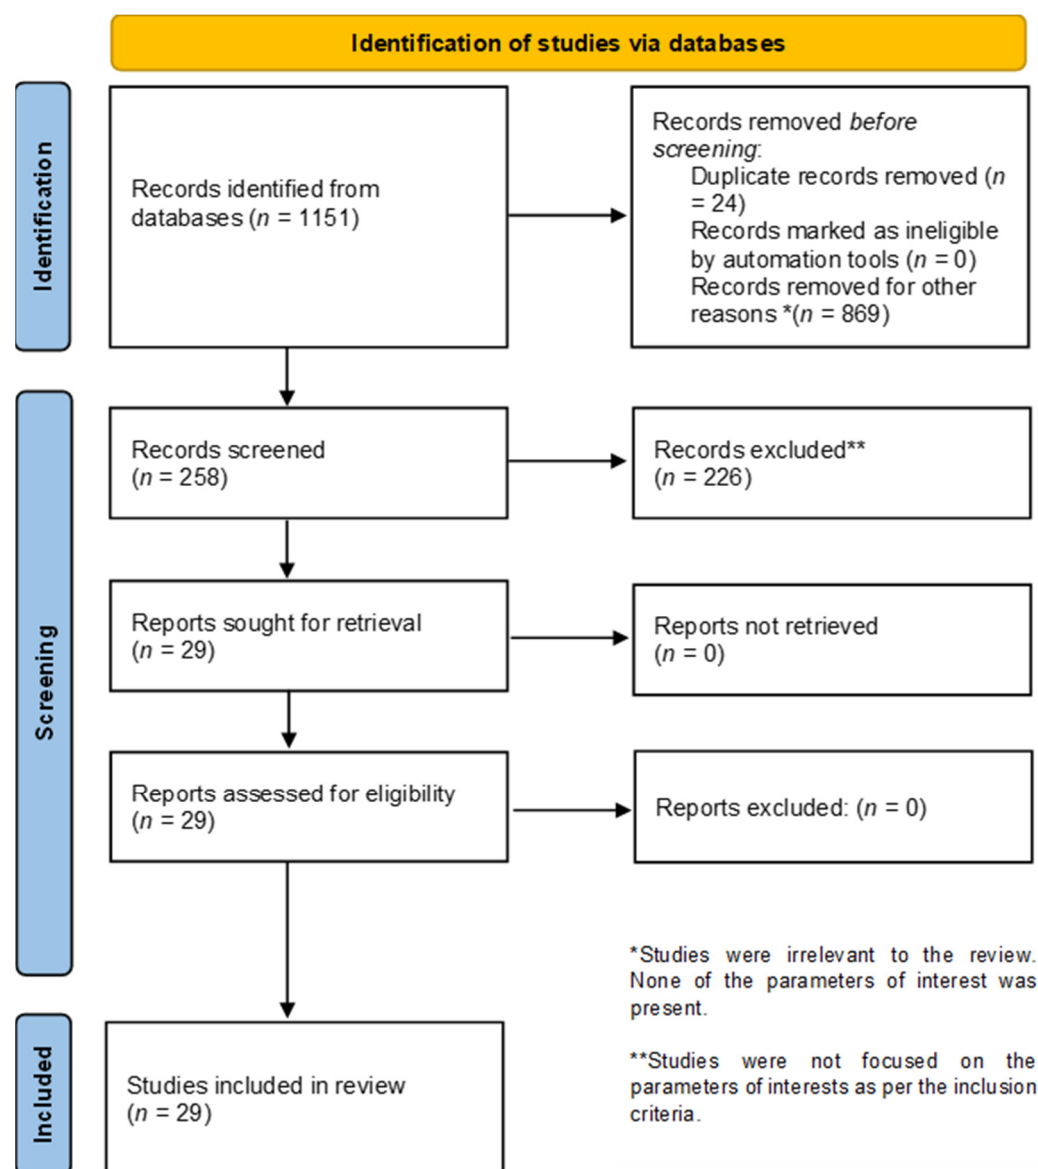 Identification of studies via databases
Identification
Records identified from
databases (n = 1151)
Records removed before
screening:
Duplicate records removed (n
= 24)
Records marked as ineligible
by automation tools (n = 0)
Records removed for other
reasons *(n = 869)
Screening
Records screened
(n = 258)
Records excluded**
(n = 226)
Reports sought for retrieval
(n = 29)
Reports not retrieved
(n = 0)
Reports assessed for eligibility
(n = 29)
Reports excluded: (n = 0)
*Studies were irrelevant to the review.
None of the parameters of interest was
present.
**Studies were not focused on the
parameters of interests as per the inclusion
criteria.
Included
Studies included in review
(n = 29)